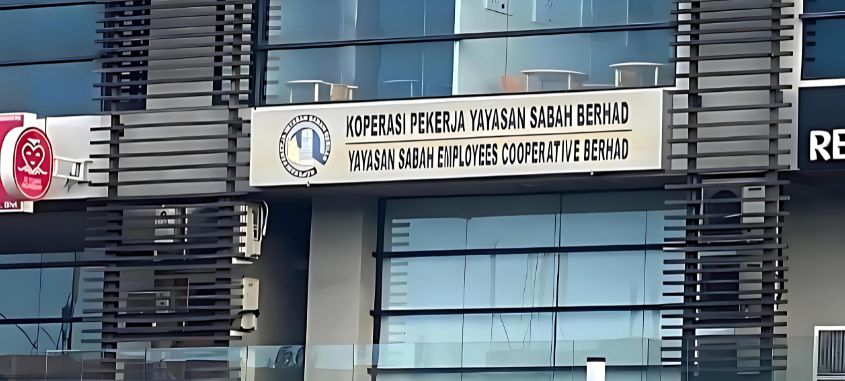 KOPERASI PEKERJA YAYASAN SABAH BERHAD
YAYASAN SABAH EMPLOYEES COOPERATIVE BERHAD
RE